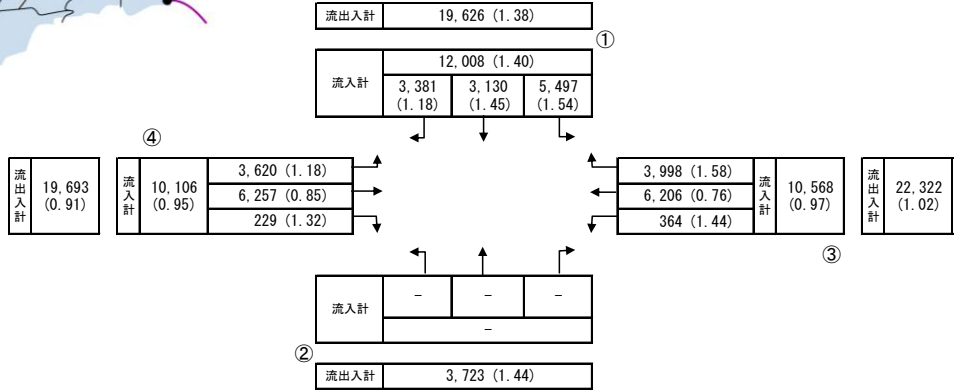 流出入計 19,626 (1.38)
①
流入計 12,008 (1.40)
3,381 3,130 5,497
(1.18) (1.45) (1.54)
④
流出入計 19,693 (0.91)
流入計 10,106 (0.95)
3,620 (1.18)
6,257 (0.85)
229 (1.32)
3,998 (1.58)
6,206 (0.76)
364 (1.44)
流入計 10,568 (0.97)
流出入計 22,322 (1.02)
③
流入計 − − −
−
②
流出入計 3,723 (1.44)